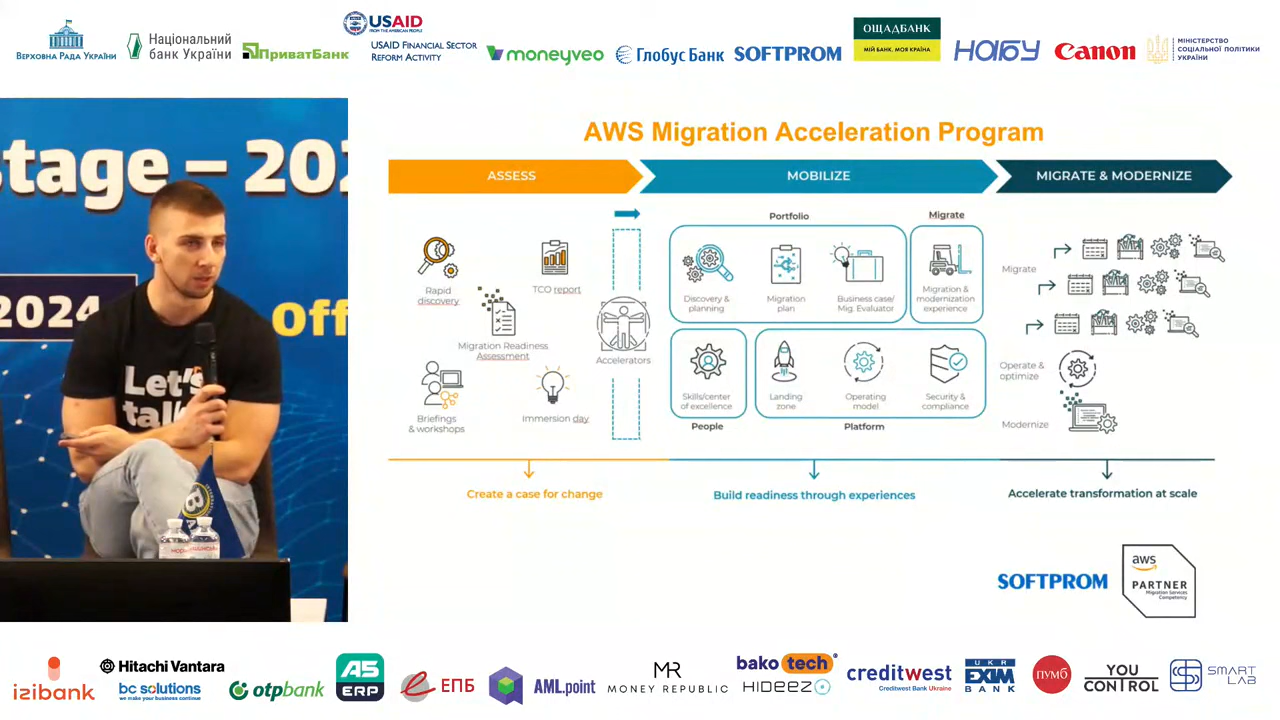 ВЕРХОВНА РАДА УКРАЇНИ
Національний
банк України
ПриватБанк
USAID
FROM THE AMERICAN PEOPLE
USAID FINANCIAL SECTOR
REFORM ACTIVITY
moneyveo
Глобус Банк
SOFTPROM
ОЩАДБАНК
МІЙ БАНК. МОЯ КРАЇНА
НАБУ
Canon
МІНІСТЕРСТВО
СОЦІАЛЬНОЇ ПОЛІТИКИ
УКРАЇНИ
stage – 202
2024
Off
Let's
talk
AWS Migration Acceleration Program
ASSESS
MOBILIZE
MIGRATE & MODERNIZE
Portfolio
Migrate
Rapid
discovery
TCO report
Migration Readiness
Assessment
Accelerators
Briefings
& workshops
Immersion day
Discovery &
planning
Migration
plan
Business case/
Mig. Evaluator
Migration &
modernization
experience
Skills/center
of excellence
Landing
zone
Operating
model
Security &
compliance
People
Platform
Migrate
Operate &
optimize
Modernize
Create a case for change
Build readiness through experiences
Accelerate transformation at scale
SOFTPROM
aws
PARTNER
Migration Services
Competency
izibank
Hitachi Vantara
bc solutions
we make your business continue
otpbank
A5
ERP
ЕПБ
AML.point
MR
MONEY REPUBLIC
bakotech
HIDEEZ
creditwest
Creditwest Bank Ukraine
UKR
EXIM
BANK
ПУМБ
YOU
CONTROL
SMART
LAB